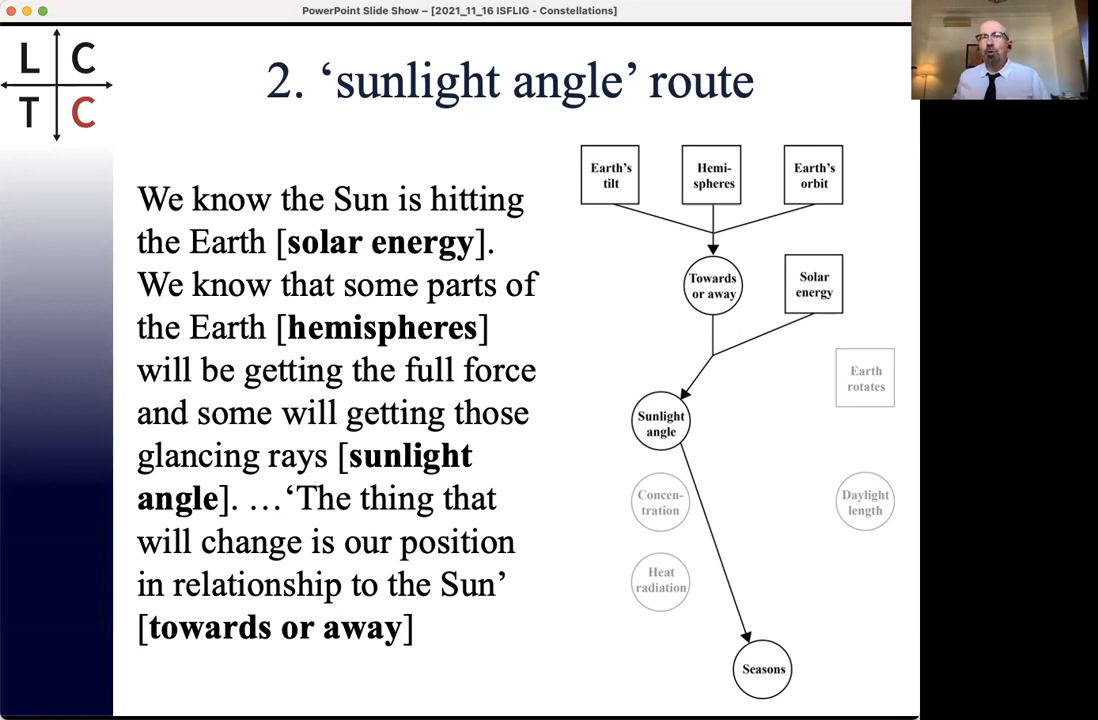 PowerPoint Slide Show – [2021_11_16 ISFLIG - Constellations]
L C
T C
2. ‘sunlight angle’ route
We know the Sun is hitting
the Earth [solar energy].
We know that some parts of
the Earth [hemispheres]
will be getting the full force
and some will getting those
glancing rays [sunlight
angle]. …‘The thing that
will change is our position
in relationship to the Sun’
[towards or away]
Earth’s
tilt
Hemi-
spheres
Earth’s
orbit
Towards
or away
Solar
energy
Earth
rotates
Sunlight
angle
Concen-
tration
Daylight
length
Heat
radiation
Seasons